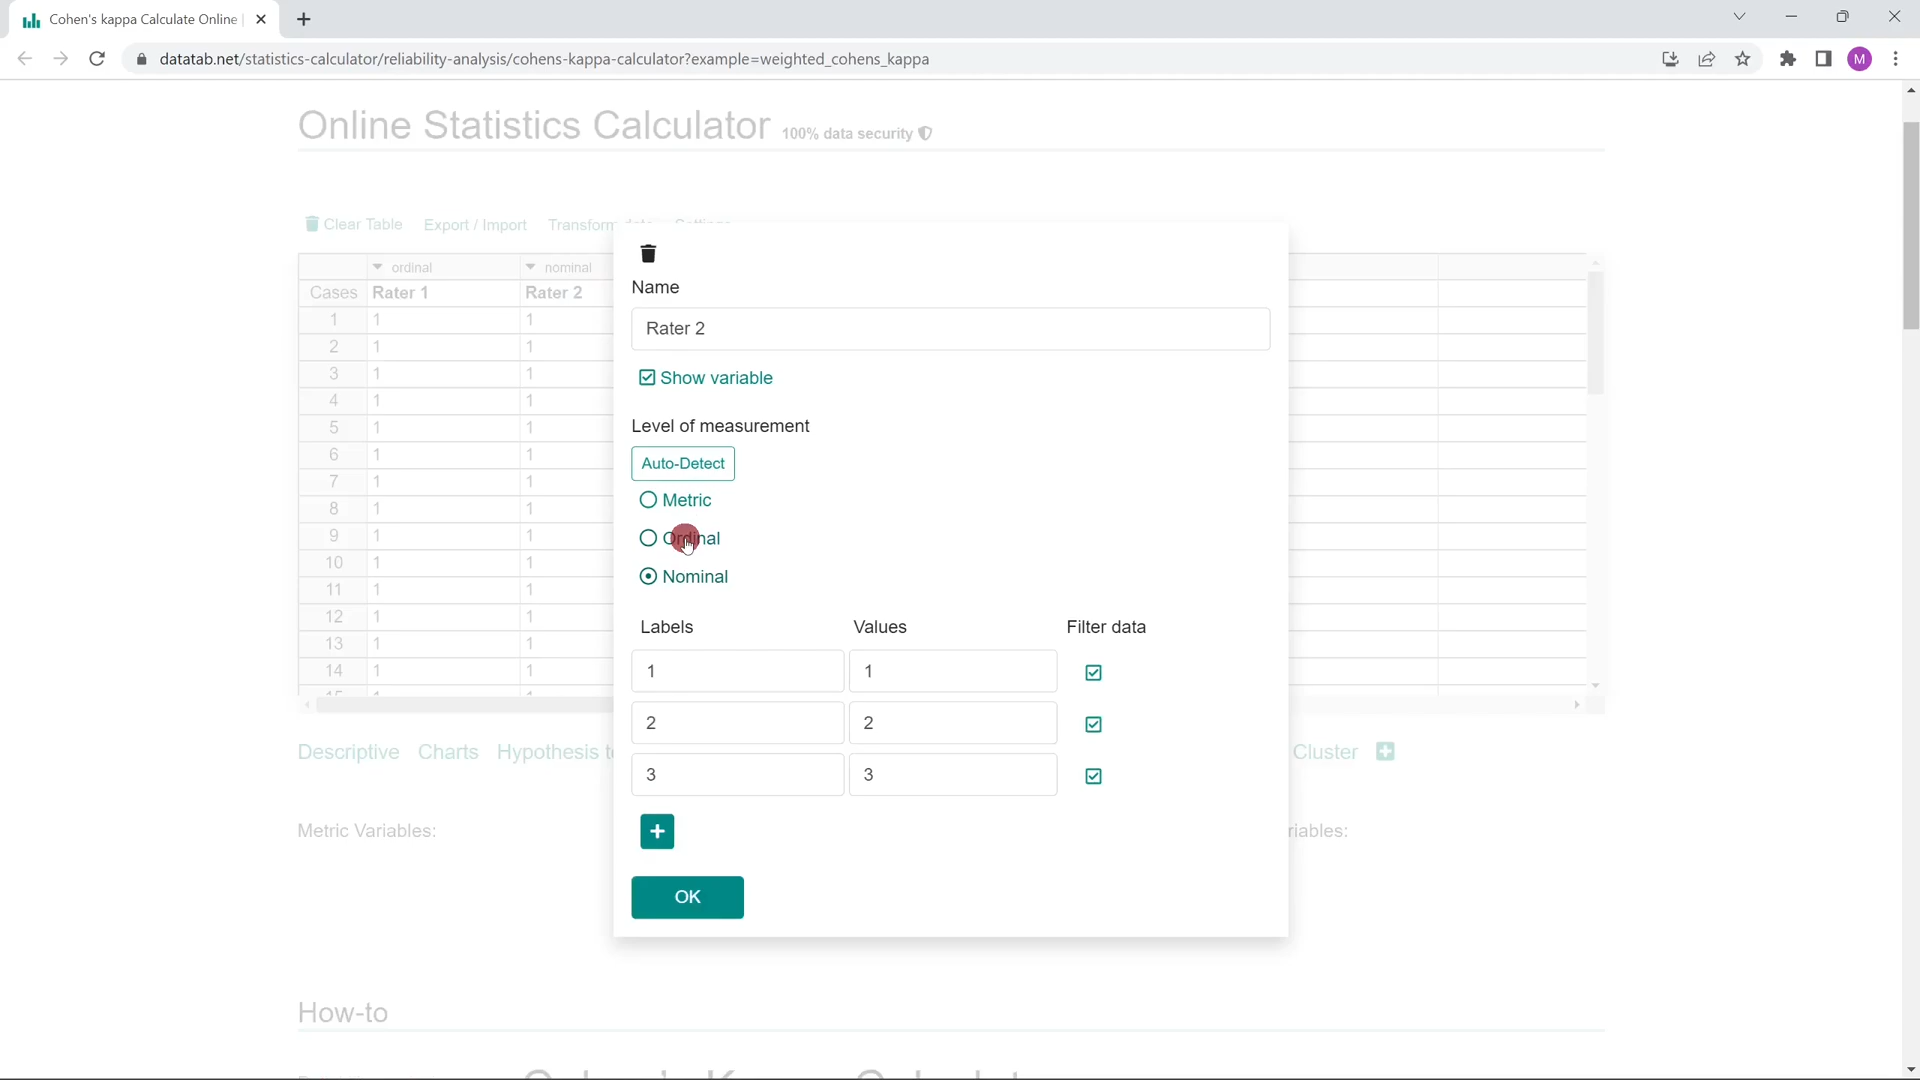 Cohen's kappa Calculate Online
datatab.net/statistics-calculator/reliability-analysis/cohens-kappa-calculator?example=weighted_cohens_kappa
M
Online Statistics Calculator 100% data security
Clear Table Export / Import
ordinal nominal
Cases Rater 1 Rater 2
1 1 1
2 1 1
3 1 1
4 1 1
5 1 1
6 1 1
7 1 1
8 1 1
9 1 1
10 1 1
11 1 1
12 1 1
13 1 1
14 1 1
Name
Rater 2
Show variable
Level of measurement
Auto-Detect
Metric
Ordinal
Nominal
Labels Values Filter data
1 1
2 2
3 3
+
OK
Descriptive Charts Hypothesis Cluster
Metric Variables:
How-to